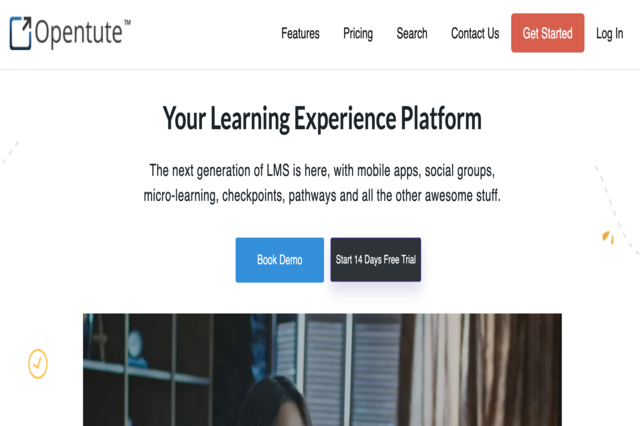 Opentute™
Features Pricing Search Contact Us Get Started Log In
Your Learning Experience Platform
The next generation of LMS is here, with mobile apps, social groups,
micro-learning, checkpoints, pathways and all the other awesome stuff.
Book Demo Start 14 Days Free Trial